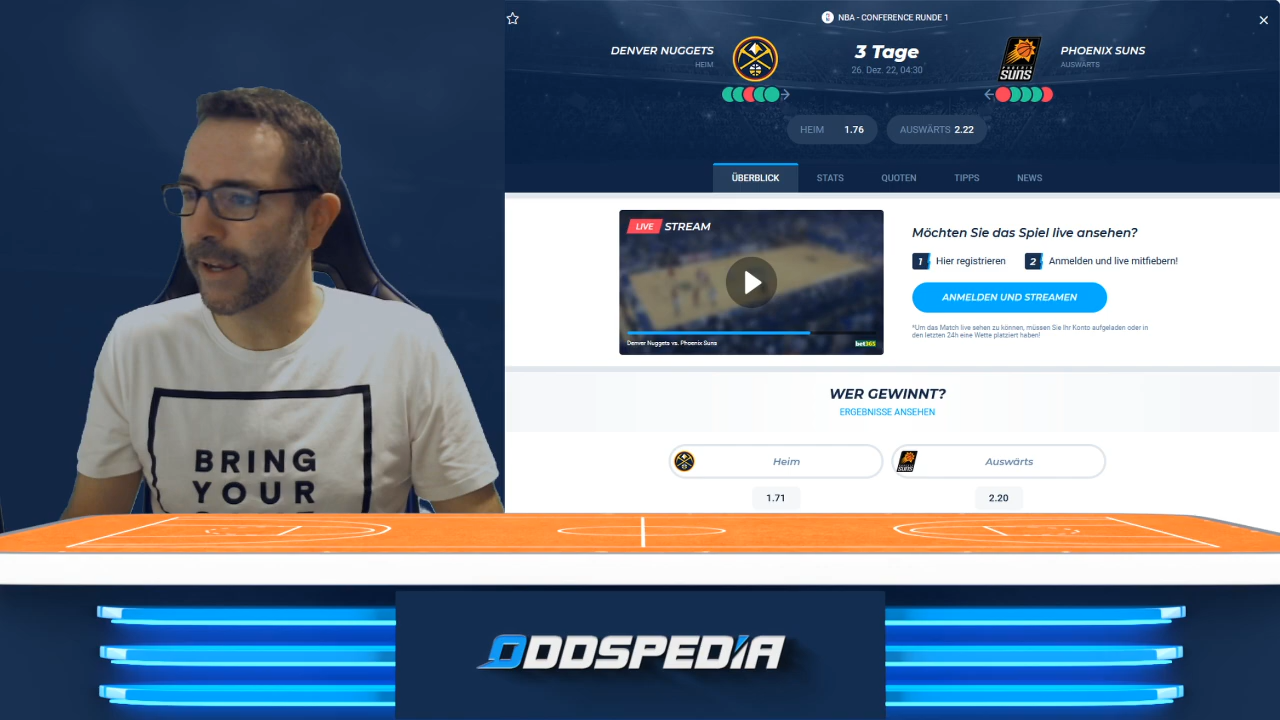 NBA - CONFERENCE RUNDE 1
DENVER NUGGETS
HEIM
3 Tage
26. Dez. 22, 04:30
PHOENIX SUNS
AUSWÄRTS
PHOENIX
SUNS
HEIM 1.76
AUSWÄRTS 2.22
ÜBERBLICK STATS QUOTEN TIPPS NEWS
LIVE STREAM
Denver Nuggets vs. Phoenix Suns
bet365
Möchten Sie das Spiel live ansehen?
1 Hier registrieren
2 Anmelden und live mitfiebern!
ANMELDEN UND STREAMEN
*Um das Match live sehen zu können, müssen Sie Ihr Konto aufgeladen oder in
den letzten 24h eine Wette platziert haben!
WER GEWINNT?
ERGEBNISSE ANSEHEN
Heim
SUNS
Auswärts
1.71
2.20
BRING
YOUR
ODDSPEDIA